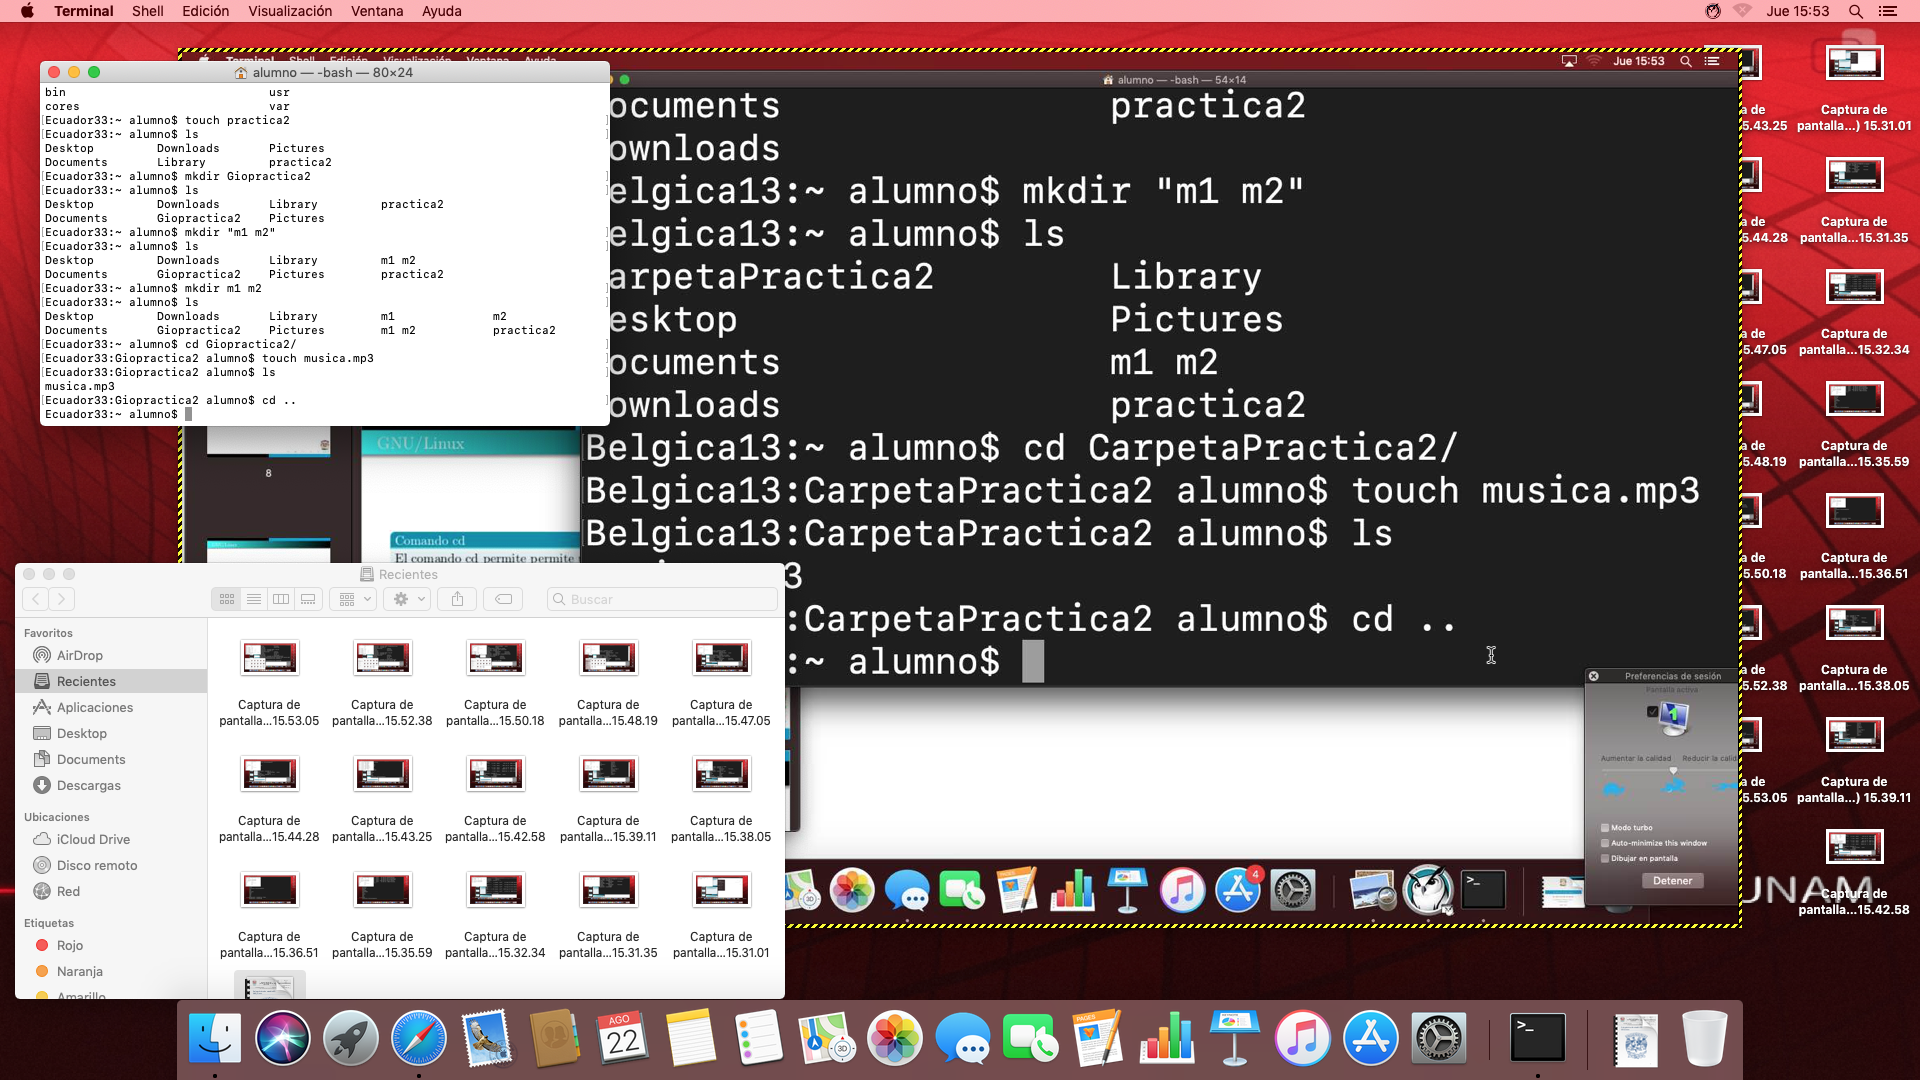 Terminal Shell Edición Visualización Ventana Ayuda
Jue 15:53
alumno — -bash — 80×24
bin usr
cores var
[Ecuador33:~ alumno$ touch practica2 ]
[Ecuador33:~ alumno$ ls ]
Desktop Downloads Pictures
Documents Library practica2
[Ecuador33:~ alumno$ mkdir Giopractica2 ]
[Ecuador33:~ alumno$ ls ]
Desktop Downloads Library practica2
Documents Giopractica2 Pictures
[Ecuador33:~ alumno$ mkdir "m1 m2" ]
[Ecuador33:~ alumno$ ls ]
Desktop Downloads Library m1 m2
Documents Giopractica2 Pictures practica2
[Ecuador33:~ alumno$ mkdir m1 m2 ]
[Ecuador33:~ alumno$ ls ]
Desktop Downloads Library m1 m2
Documents Giopractica2 Pictures m1 m2 practica2
[Ecuador33:~ alumno$ cd Giopractica2/ ]
[Ecuador33:Giopractica2 alumno$ touch musica.mp3 ]
[Ecuador33:Giopractica2 alumno$ ls ]
musica.mp3
[Ecuador33:Giopractica2 alumno$ cd .. ]
Ecuador33:~ alumno$
Jue 15:53
alumno — -bash — 54×14
ocuments practica2
ownloads
elgica13:~ alumno$ mkdir "m1 m2"
elgica13:~ alumno$ ls
arpetaPractica2 Library
esktop Pictures
ocuments m1 m2
ownloads practica2
[Belgica13:~ alumno$ cd CarpetaPractica2/
[Belgica13:CarpetaPractica2 alumno$ touch musica.mp3
[Belgica13:CarpetaPractica2 alumno$ ls
3
:CarpetaPractica2 alumno$ cd ..
:~ alumno$
GNU/Linux
8
Comando cd
El comando cd permite permite
Preferencias de sesión
Pantalla activa
1
Aumentar la calidad Reducir la calid
Modo turbo
Auto-minimize this window
Dibujar en pantalla
Detener
4
Recientes
Buscar
Favoritos
AirDrop
Recientes
Aplicaciones
Desktop
Documents
Descargas
Ubicaciones
iCloud Drive
Disco remoto
Red
Etiquetas
Rojo
Naranja
Amarillo
Captura de Captura de Captura de Captura de Captura de
pantalla...15.53.05 pantalla...15.52.38 pantalla...15.50.18 pantalla...15.48.19 pantalla...15.47.05
Captura de Captura de Captura de Captura de Captura de
pantalla...15.44.28 pantalla...15.43.25 pantalla...15.42.58 pantalla...15.39.11 pantalla...15.38.05
Captura de Captura de Captura de Captura de Captura de
pantalla...15.36.51 pantalla...15.35.59 pantalla...15.32.34 pantalla...15.31.35 pantalla...15.31.01
a de Captura de
5.43.25 pantalla...) 15.31.01
a de Captura de
5.44.28 pantalla...15.31.35
a de Captura de
5.47.05 pantalla...) 15.32.34
a de Captura de
5.48.19 pantalla...) 15.35.59
a de Captura de
5.50.18 pantalla...) 15.36.51
a de Captura de
5.52.38 pantalla...) 15.38.05
a de Captura de
5.53.05 pantalla...) 15.39.11
UNAM
Captura de
pantalla...15.42.58
AGO
22
3D
PAGES
>_